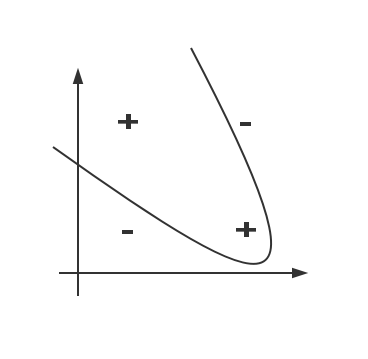 + -
- +